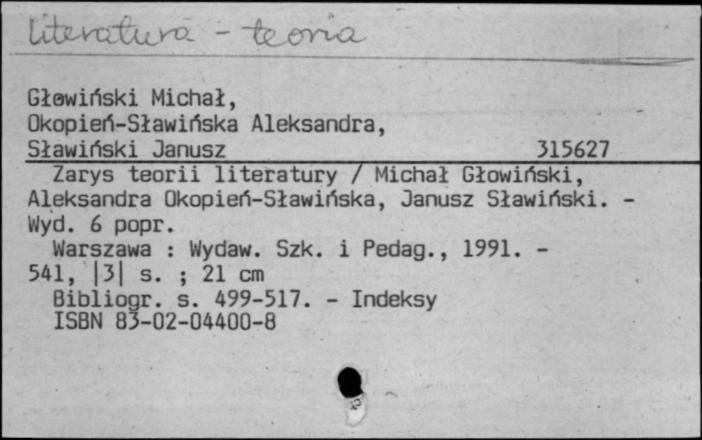 literatura - teoria
Głowiński Michał,
Okopień-Sławińska Aleksandra,
Sławiński Janusz 315627
Zarys teorii literatury / Michał Głowiński,
Aleksandra Okopień-Sławińska, Janusz Sławiński. -
Wyd. 6 popr.
Warszawa : Wydaw. Szk. i Pedag., 1991. -
541, |3| s. ; 21 cm
Bibliogr. s. 499-517. - Indeksy
ISBN 83-02-04400-8